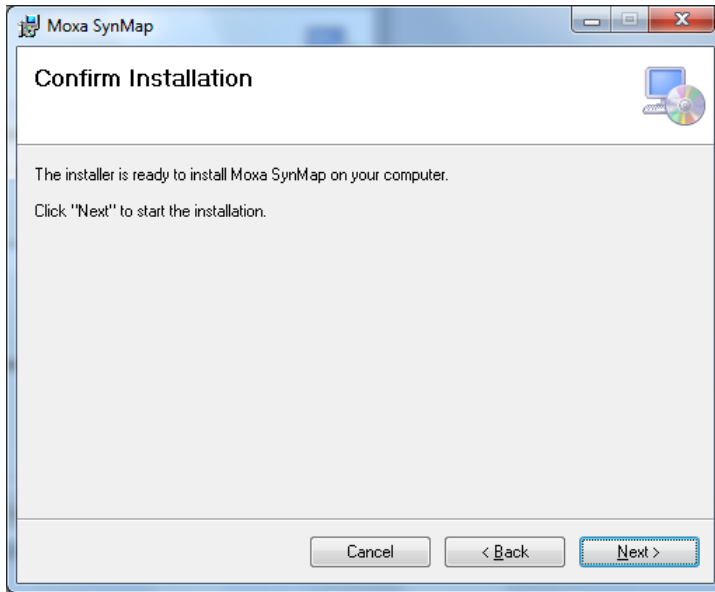 Moxa SynMap
Confirm Installation
The installer is ready to install Moxa SynMap on your computer.
Click "Next" to start the installation.
Cancel
< Back
Next >